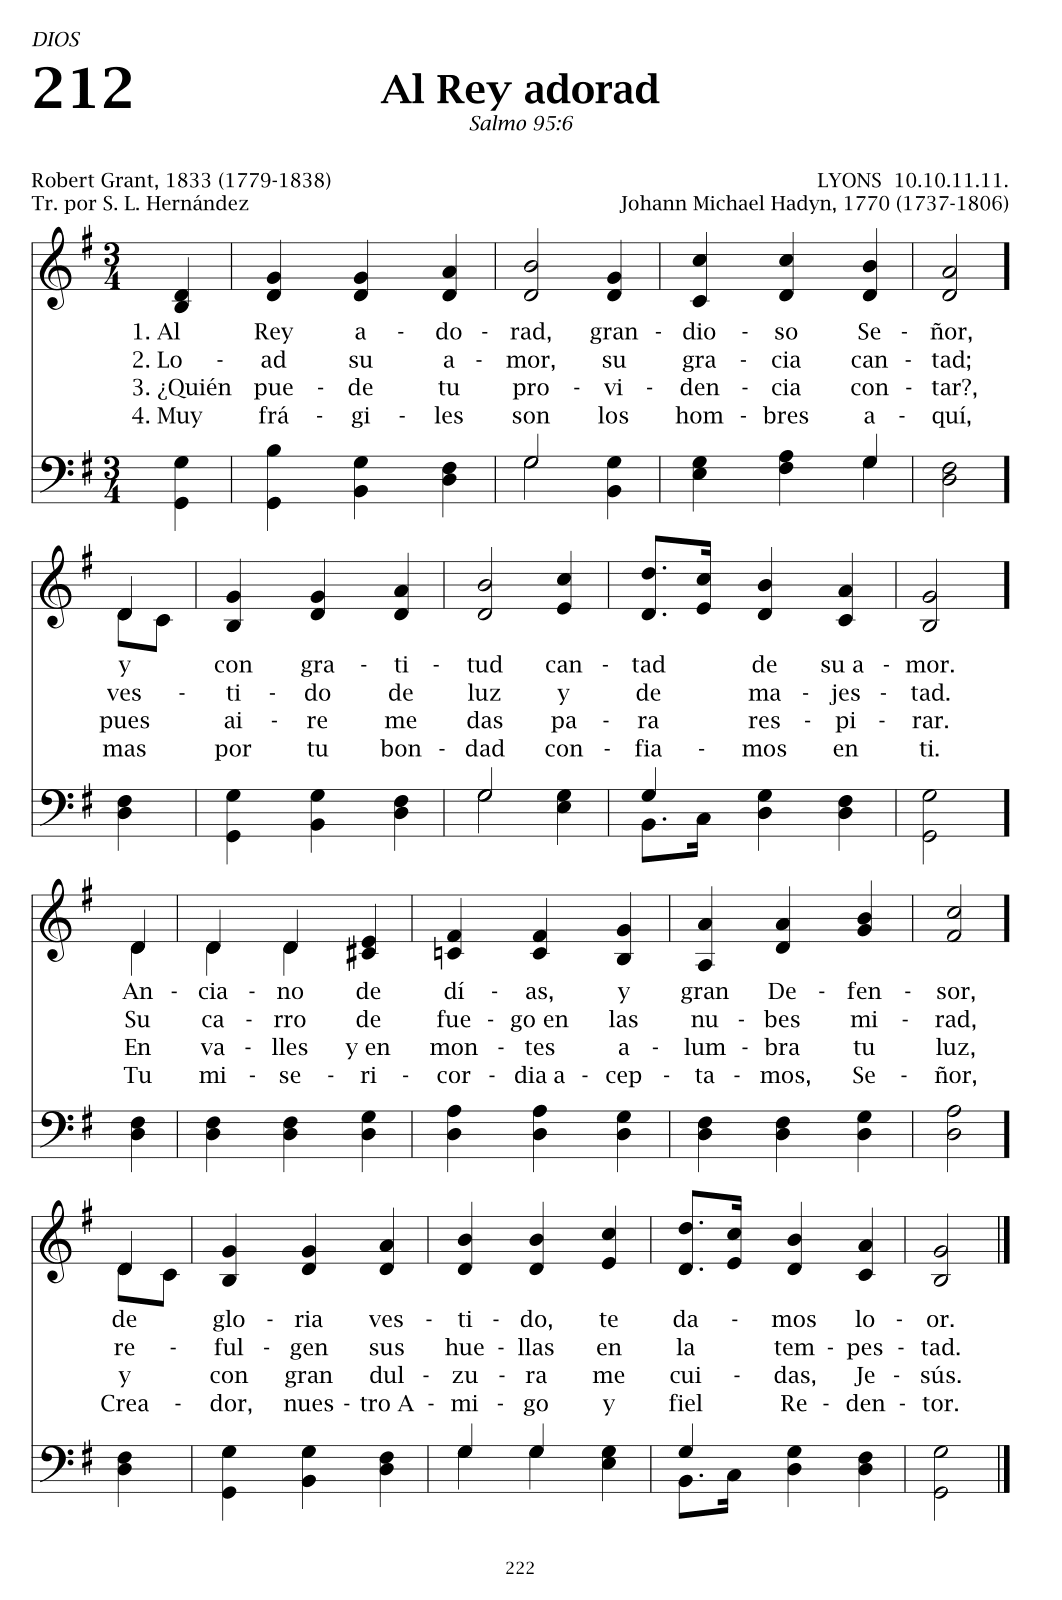 DIOS
212
Al Rey adorad
Salmo 95:6
Robert Grant, 1833 (1779-1838)
LYONS 10.10.11.11.
Tr. por S. L. Hernández
Johann Michael Hadyn, 1770 (1737-1806)
3 4
1. Al Rey a - do - rad, gran - dio - so Se - ñor,
2. Lo - ad su a - mor, su gra - cia can - tad;
3. ¿Quién pue - de tu pro - vi - den - cia con - tar?,
4. Muy frá - gi - les son los hom - bres a - quí,
3 4
y con gra - ti - tud can - tad de su a - mor.
ves - ti - do de luz y de ma - jes - tad.
pues ai - re me das pa - ra res - pi - rar.
mas por tu bon - dad con - fia - mos en ti.
An - cia - no de dí - as, y gran De - fen - sor,
Su ca - rro de fue - go en las nu - bes mi - rad,
En va - lles y en mon - tes a - lum - bra tu luz,
Tu mi - se - ri - cor - dia a - cep - ta - mos, Se - ñor,
de glo - ria ves - ti - do, te da - mos lo - or.
re - ful - gen sus hue - llas en la tem - pes - tad.
y con gran dul - zu - ra me cui - das, Je - sús.
Crea - dor, nues - tro A - mi - go y fiel Re - den - tor.
222